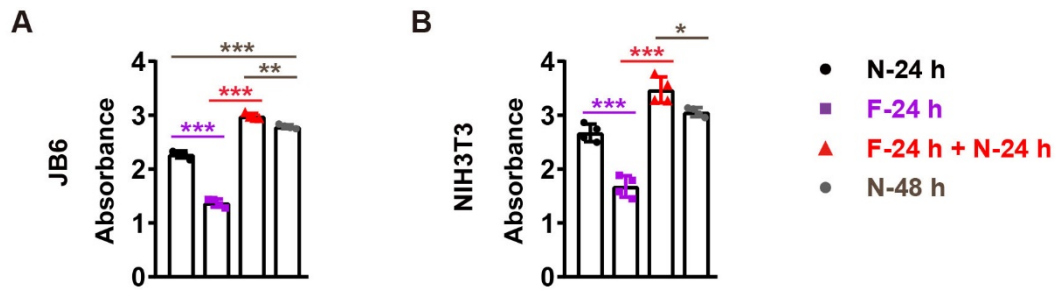 A
JB6
Absorbance
4
3
2
1
0
***
**
***
***
B
NIH3T3
Absorbance
4
3
2
1
0
*
***
***
N-24 h
F-24 h
F-24 h + N-24 h
N-48 h